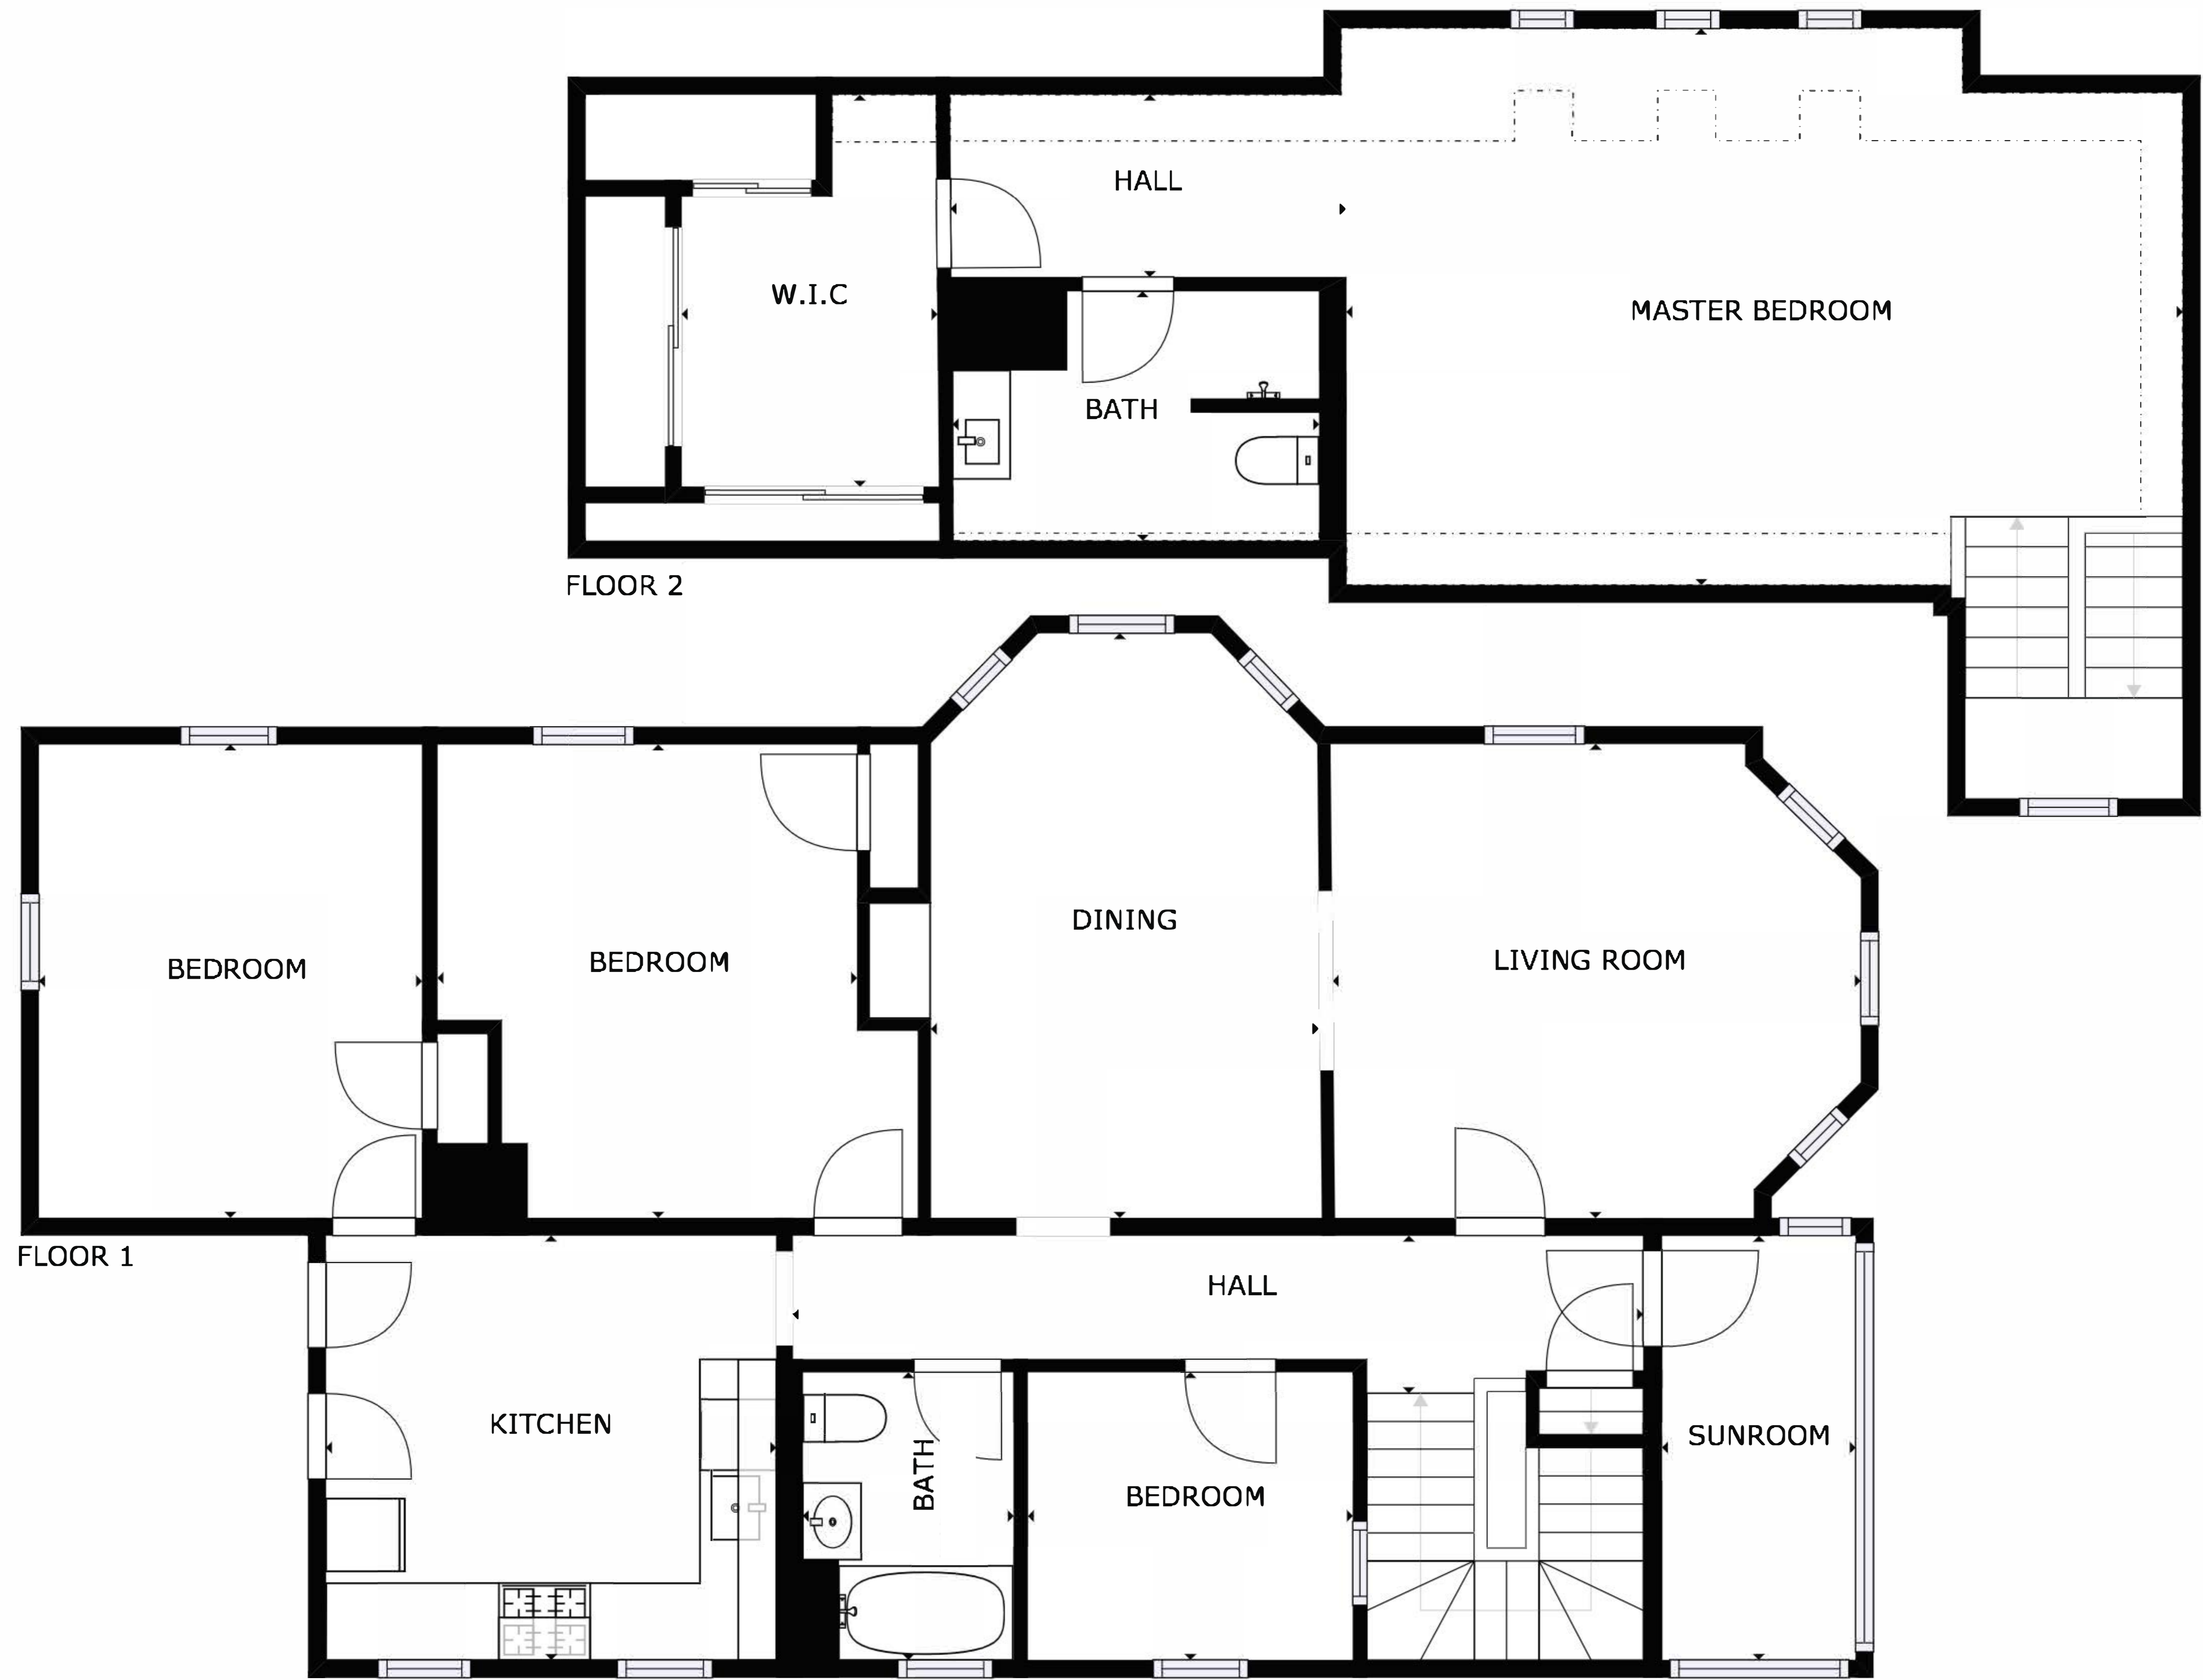 HALL
W.I.C
MASTER BEDROOM
BATH
FLOOR 2
DINING
BEDROOM
BEDROOM
LIVING ROOM
FLOOR 1
HALL
KITCHEN
BATH
BEDROOM
SUNROOM